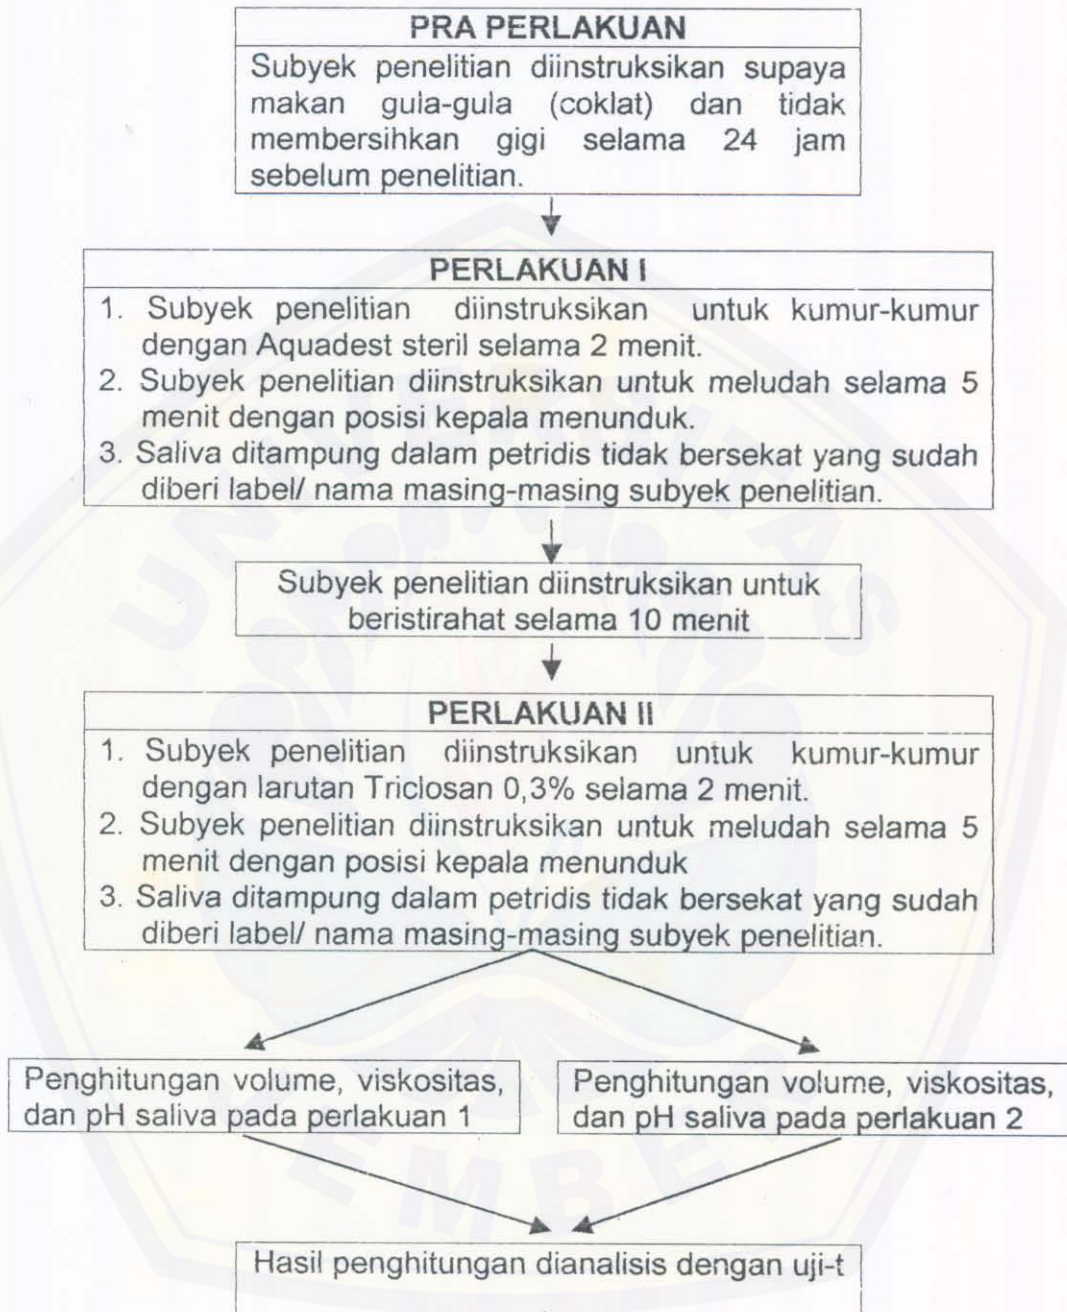 PRA PERLAKUAN
Subyek penelitian diinstruksikan supaya
makan gula-gula (coklat) dan tidak
membersihkan gigi selama 24 jam
sebelum penelitian.
PERLAKUAN I
1. Subyek penelitian diinstruksikan untuk kumur-kumur
dengan Aquadest steril selama 2 menit.
2. Subyek penelitian diinstruksikan untuk meludah selama 5
menit dengan posisi kepala menunduk.
3. Saliva ditampung dalam petridis tidak bersekat yang sudah
diberi label/ nama masing-masing subyek penelitian.
Subyek penelitian diinstruksikan untuk
beristirahat selama 10 menit
PERLAKUAN II
1. Subyek penelitian diinstruksikan untuk kumur-kumur
dengan larutan Triclosan 0,3% selama 2 menit.
2. Subyek penelitian diinstruksikan untuk meludah selama 5
menit dengan posisi kepala menunduk
3. Saliva ditampung dalam petridis tidak bersekat yang sudah
diberi label/ nama masing-masing subyek penelitian.
Penghitungan volume, viskositas,
dan pH saliva pada perlakuan 1
Penghitungan volume, viskositas,
dan pH saliva pada perlakuan 2
Hasil penghitungan dianalisis dengan uji-t
UNIVERSITAS
JEMBER